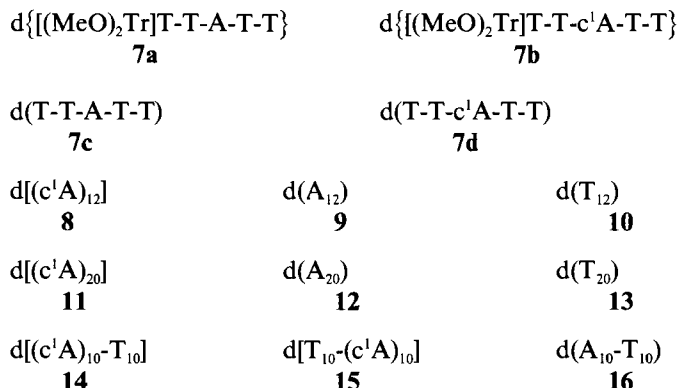 d{[(MeO)₂Tr]T-T-A-T-T} d{[(MeO)₂Tr]T-T-c¹A-T-T}
7a 7b
d(T-T-A-T-T) d(T-T-c¹A-T-T)
7c 7d
d[(c¹A)₁₂] d(A₁₂) d(T₁₂)
8 9 10
d[(c¹A)₂₀] d(A₂₀) d(T₂₀)
11 12 13
d[(c¹A)₁₀-T₁₀] d[T₁₀-(c¹A)₁₀] d(A₁₀-T₁₀)
14 15 16